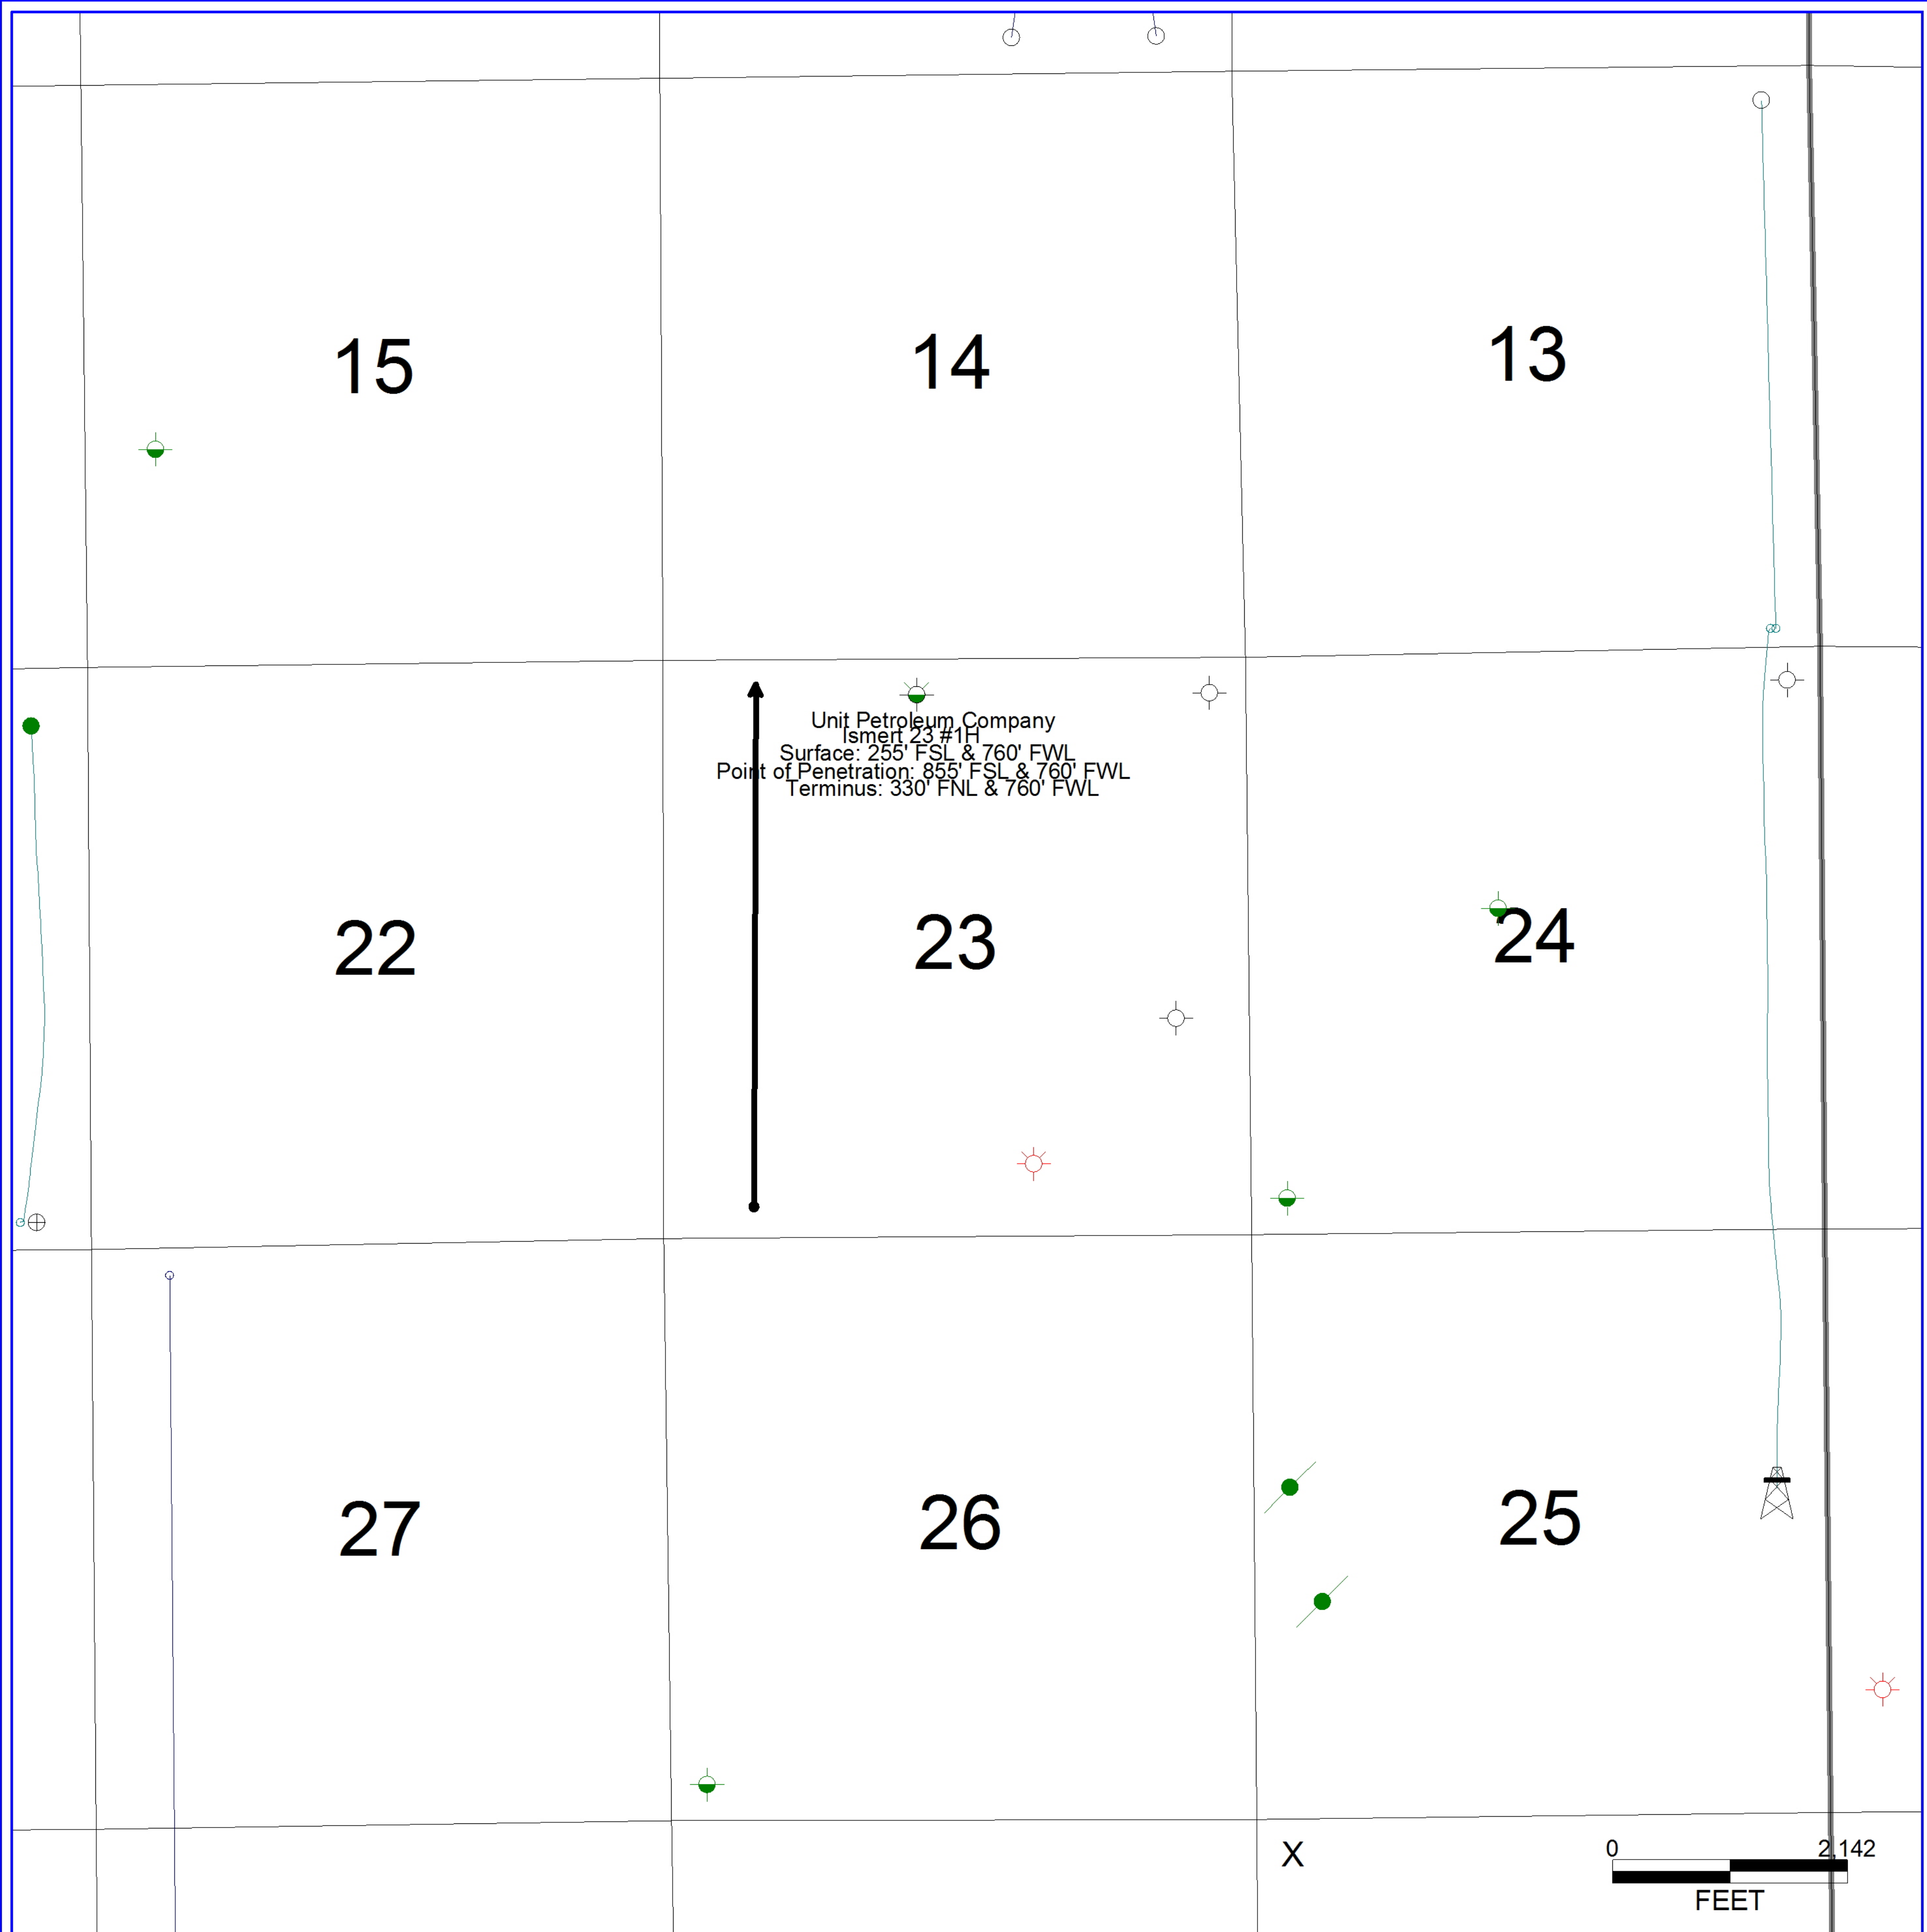 15
14
13
Unit Petroleum Company
Ismert 23 #1H
Surface: 255' FSL & 760' FWL
Point of Penetration: 855' FSL & 760' FWL
Terminus: 330' FNL & 760' FWL
22
23
24
27
26
25
X
0 2,142
FEET